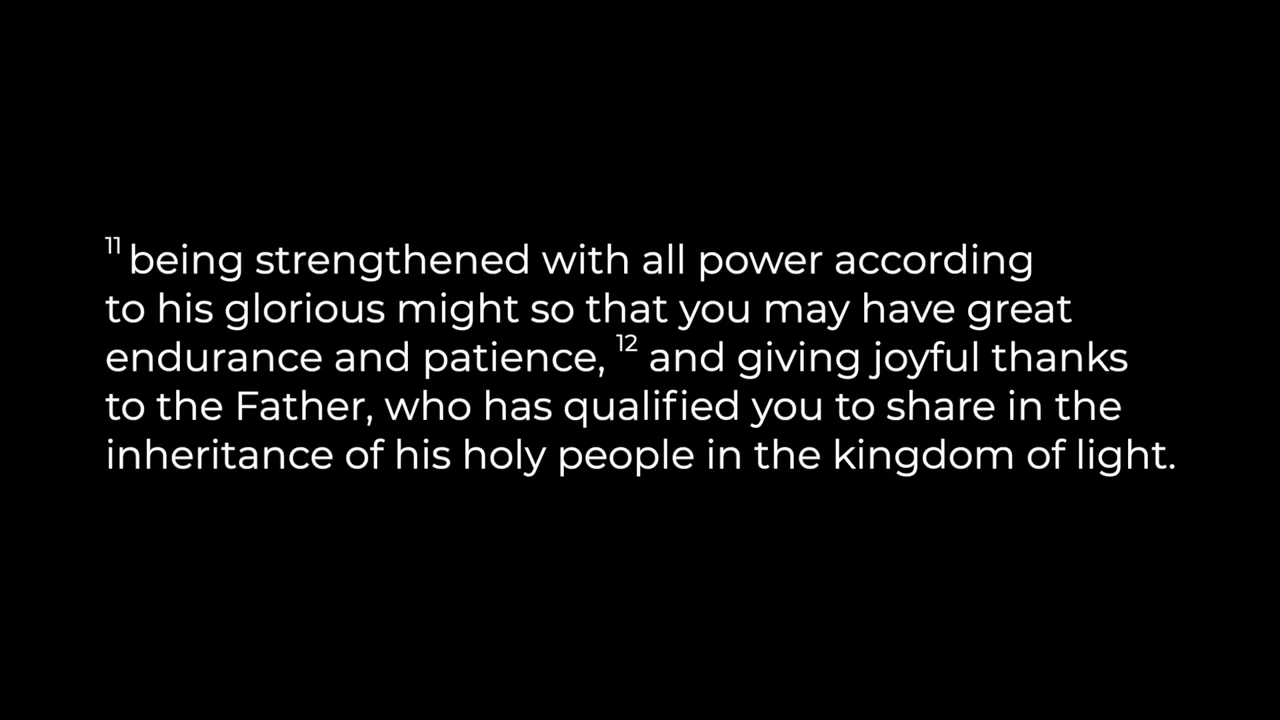 11 being strengthened with all power according
to his glorious might so that you may have great
endurance and patience, 12 and giving joyful thanks
to the Father, who has qualified you to share in the
inheritance of his holy people in the kingdom of light.